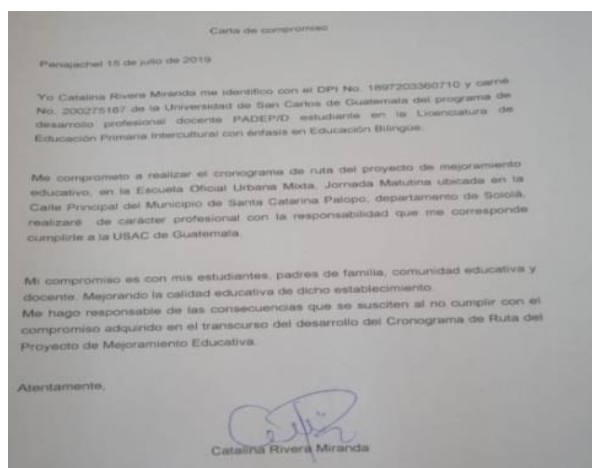 Carta de compromiso
Panajachel 15 de julio de 2019
Yo Catalina Rivera Miranda me identifico con el DPI No. 1897203360710 y carné
No. 200275187 de la Universidad de San Carlos de Guatemala del programa de
desarrollo profesional docente PADEP/D estudiante en la Licenciatura de
Educación Primaria Intercultural con énfasis en Educación Bilingüe.
Me comprometo a realizar el cronograma de ruta del proyecto de mejoramiento
educativo, en la Escuela Oficial Urbana Mixta, Jornada Matutina ubicada en la
Calle Principal del Municipio de Santa Catarina Palopo, departamento de Sololá,
realizaré de carácter profesional con la responsabilidad que me corresponde
cumplirle a la USAC de Guatemala.
Mi compromiso es con mis estudiantes, padres de familia, comunidad educativa y
docente. Mejorando la calidad educativa de dicho establecimiento.
Me hago responsable de las consecuencias que se susciten al no cumplir con el
compromiso adquirido en el transcurso del desarrollo del Cronograma de Ruta del
Proyecto de Mejoramiento Educativa.
Atentamente,
Catalina Rivera Miranda